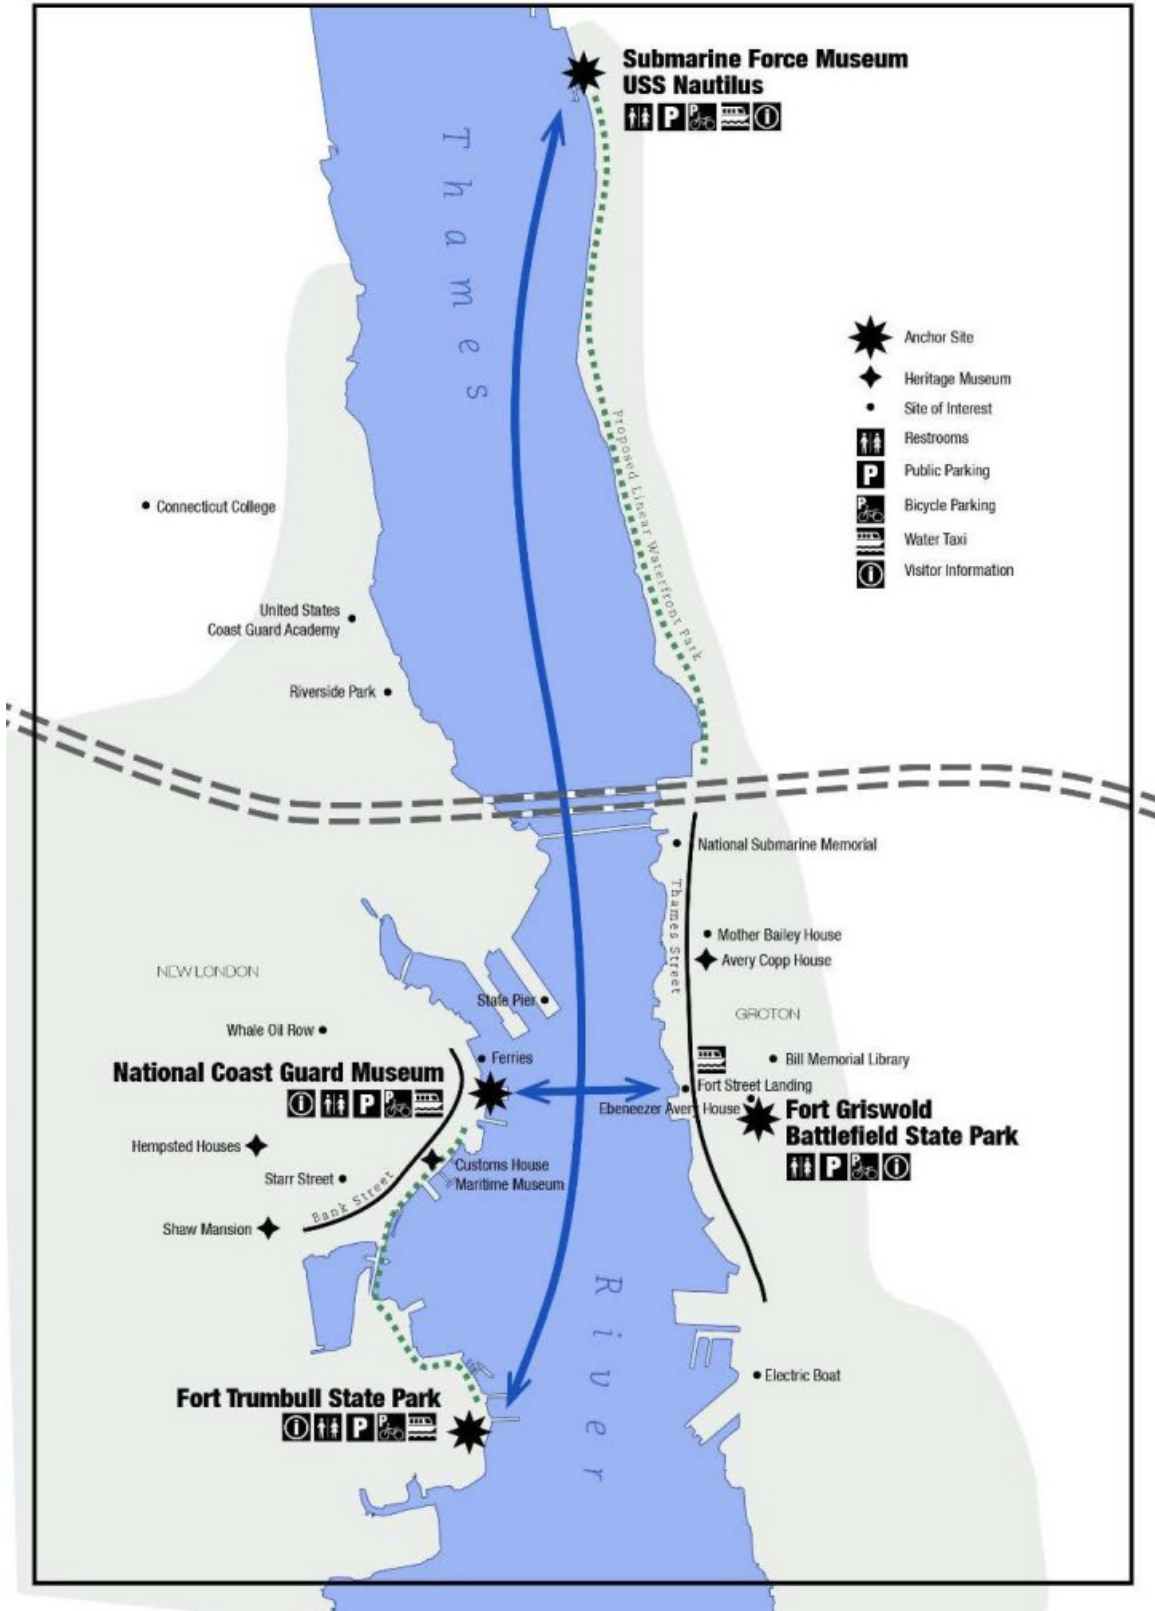 Submarine Force Museum
USS Nautilus
P
P
i
Thames
Anchor Site
Heritage Museum
Site of Interest
Restrooms
P
Public Parking
P
Bicycle Parking
Water Taxi
i
Visitor Information
Proposed Linear Waterfront Park
Connecticut College
United States
Coast Guard Academy
Riverside Park
National Submarine Memorial
Thames Street
Mother Bailey House
Avery Copp House
NEW LONDON
State Pier
GROTON
Whale Oil Row
Ferries
Bill Memorial Library
National Coast Guard Museum
i
P
P
Fort Street Landing
Ebeneezer Avery House
Fort Griswold
Battlefield State Park
P
P
i
Hempsted Houses
Customs House
Maritime Museum
Starr Street
Bank Street
Shaw Mansion
River
Electric Boat
Fort Trumbull State Park
i
P
P